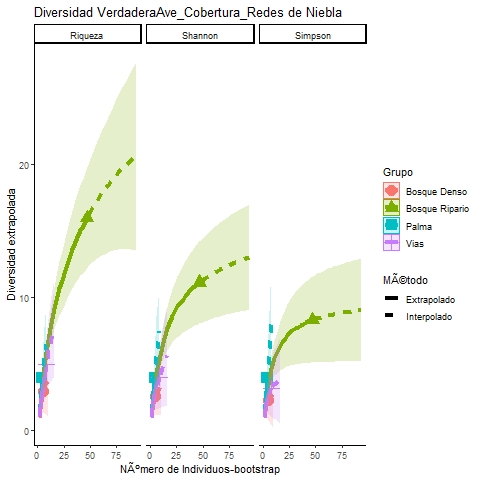 Diversidad VerdaderaAve_Cobertura_Redes de Niebla
Riqueza Shannon Simpson
Diversidad extrapolada
20
10
0
0 25 50 75 0 25 50 75 0 25 50 75
NÃºmero de Individuos-bootstrap
Grupo
Bosque Denso
Bosque Ripario
Palma
Vias
MÃ©todo
Extrapolado
Interpolado